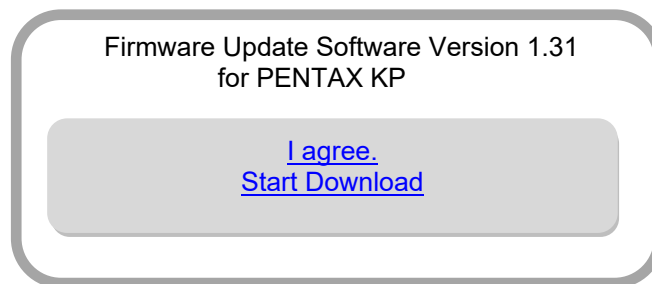 Firmware Update Software Version 1.31
for PENTAX KP
I agree.
Start Download